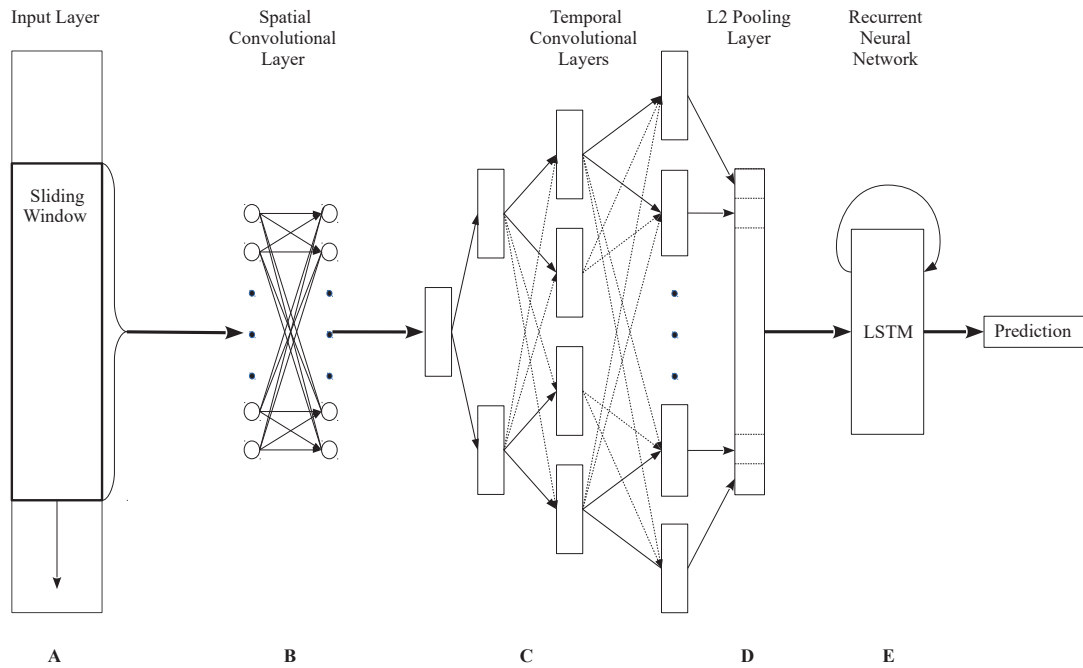 Input Layer
Spatial
Convolutional
Layer
Temporal
Convolutional
Layers
L2 Pooling
Layer
Recurrent
Neural
Network
Sliding
Window
LSTM
Prediction
A
B
C
D
E